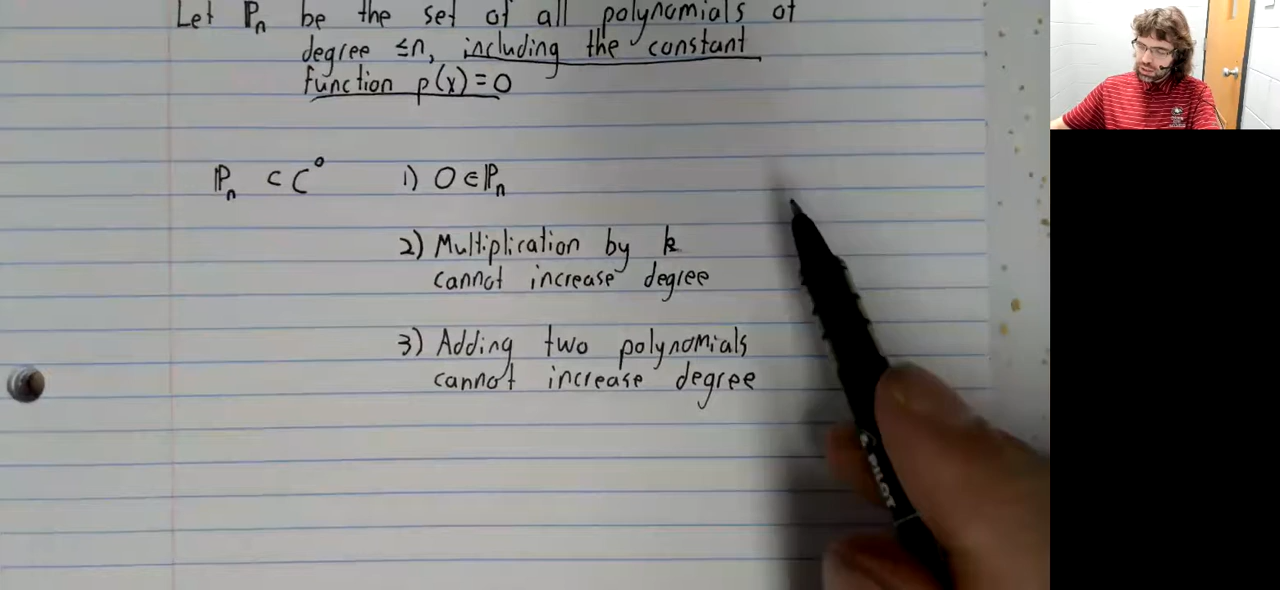 Let ℙₙ be the set of all polynomials of
degree ≤n, including the constant
function p(x)=0
ℙₙ ⊂ C⁰ 1) 0∈ℙₙ
2) Multiplication by k
cannot increase degree
3) Adding two polynomials
cannot increase degree
PILOT